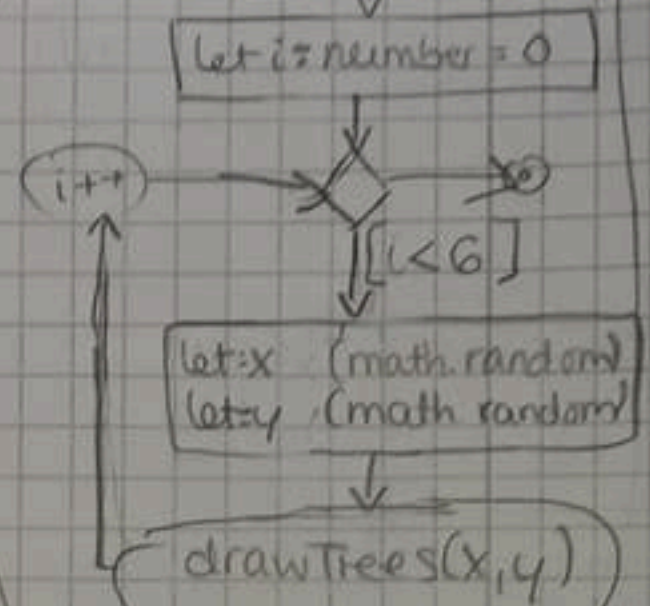 let i: number = 0
i++
[i<6]
let:x (math.random)
let:y (math random)
drawTrees(x,y)